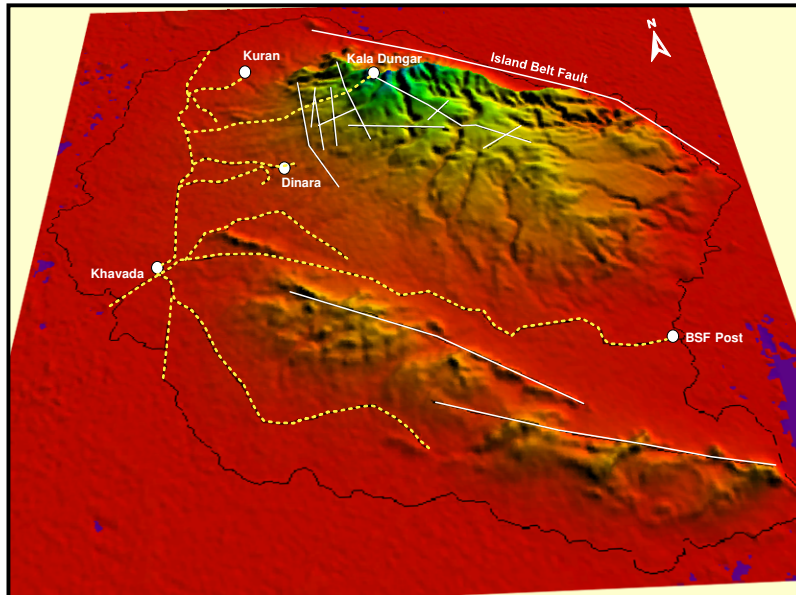 N
Kuran
Kala Dungar
Island Belt Fault
Dinara
Khavada
BSF Post